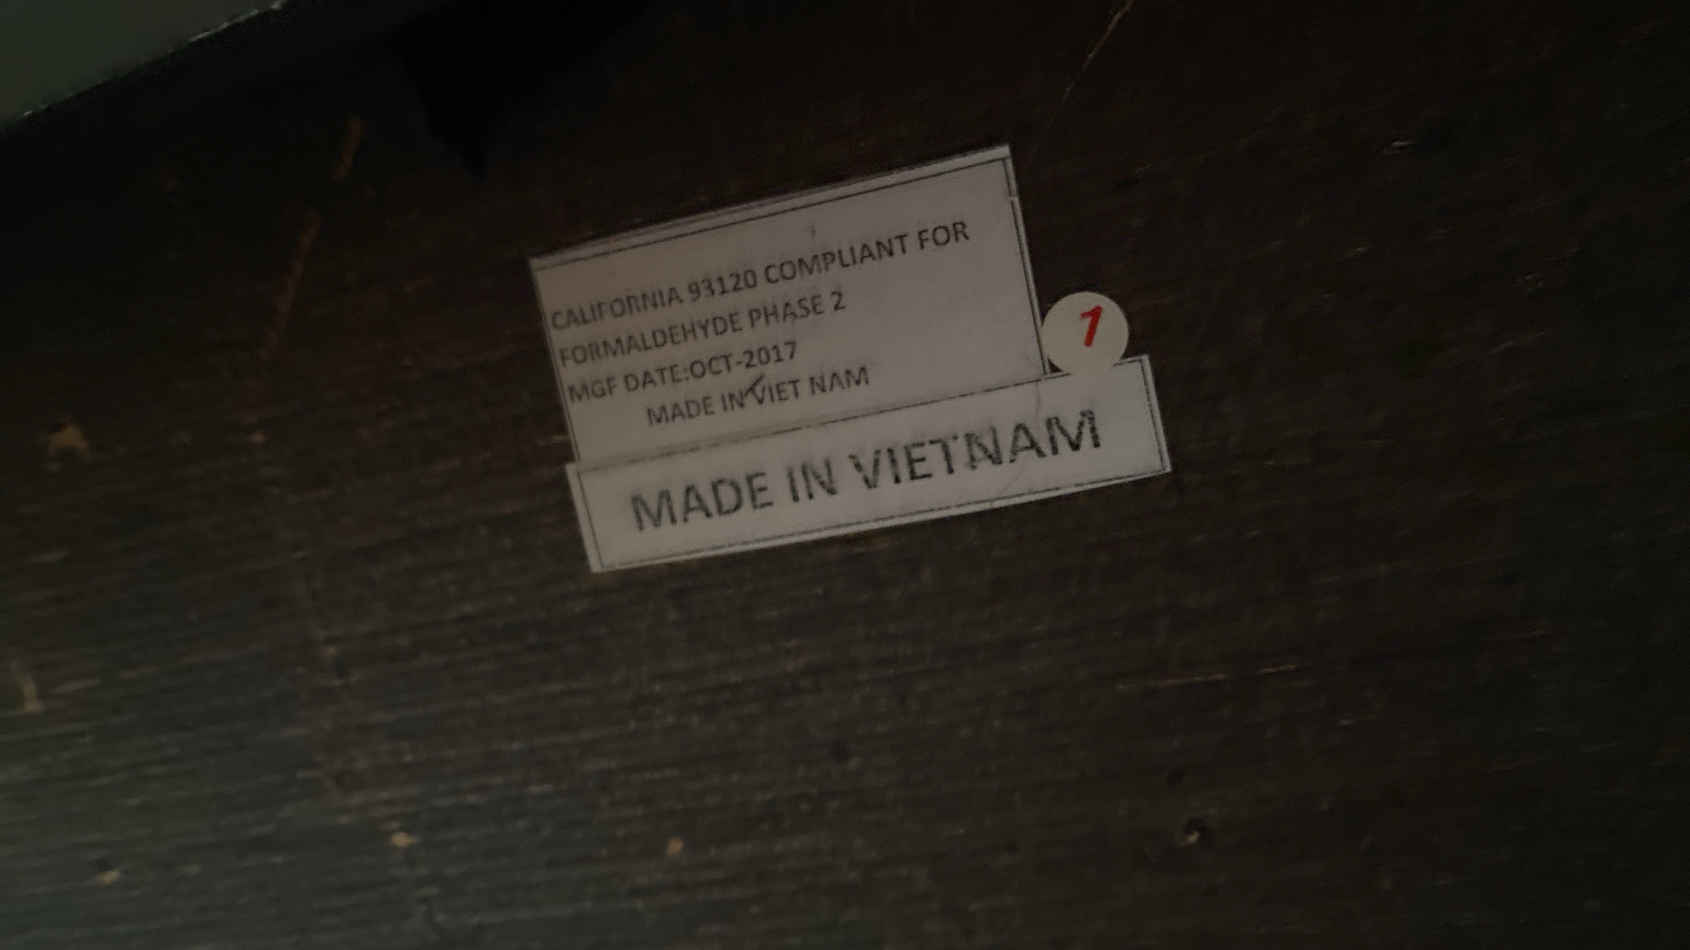 CALIFORNIA 93120 COMPLIANT FOR
FORMALDEHYDE PHASE 2
MGF DATE:OCT-2017
MADE IN VIET NAM
1
MADE IN VIETNAM